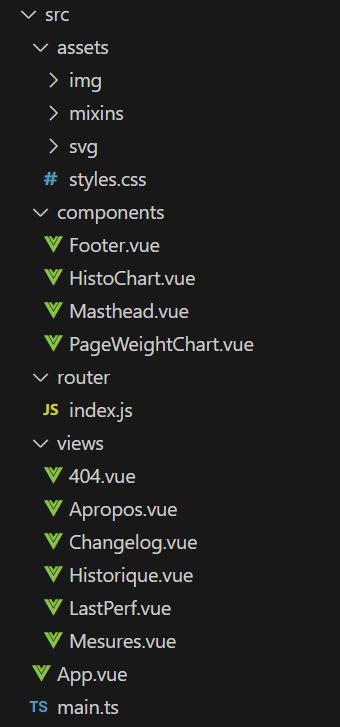 src
assets
img
mixins
svg
# styles.css
components
Footer.vue
HistoChart.vue
Masthead.vue
PageWeightChart.vue
router
JS index.js
views
404.vue
Apropos.vue
Changelog.vue
Historique.vue
LastPerf.vue
Mesures.vue
App.vue
TS main.ts